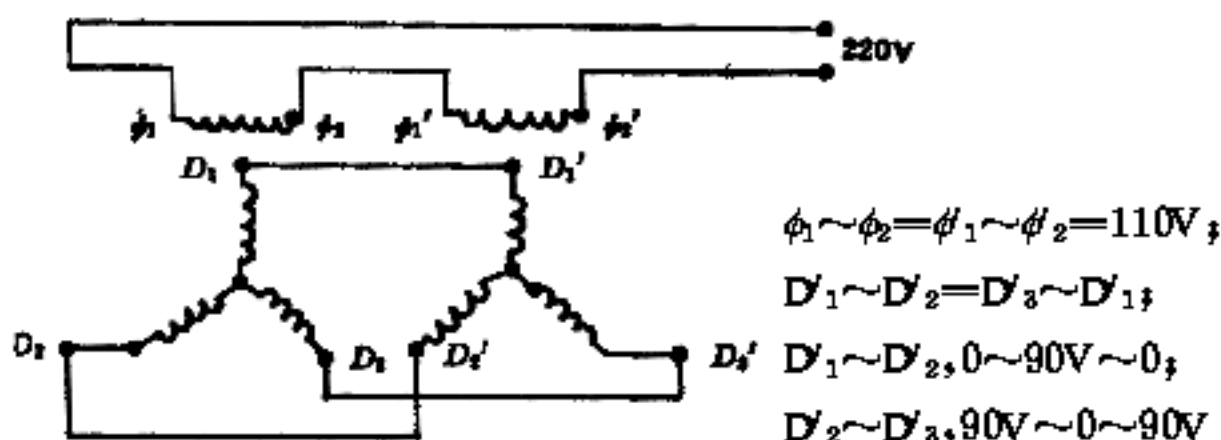 220V
ϕ₁ ϕ₂ ϕ₁′ ϕ₂′
D₁ D₁′
ϕ₁～ϕ₂＝ϕ′₁～ϕ′₂＝110V；
D′₁～D′₂＝D′₃～D′₁；
D₂ D₃ D₂′ D₃′
D′₁～D′₂，0～90V～0；
D′₂～D′₃，90V～0～90V